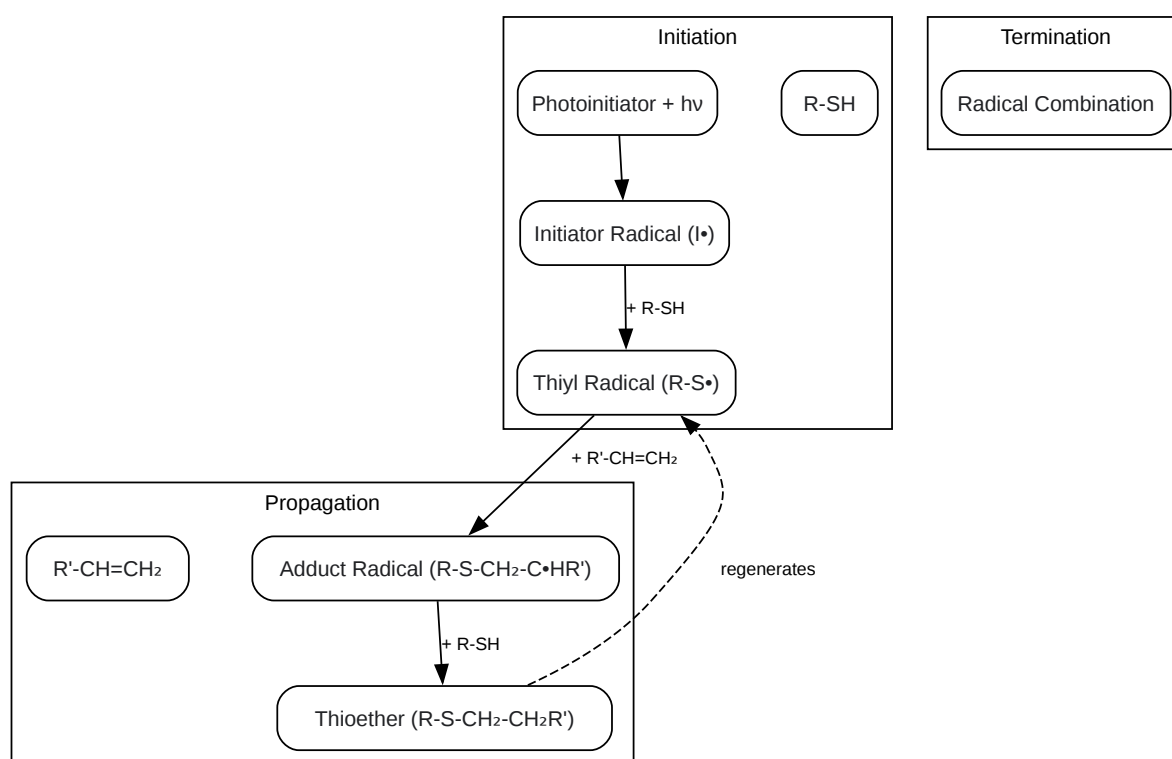 Initiation
Termination
Photoinitiator + hν
R-SH
Radical Combination
Initiator Radical (I•)
+ R-SH
Thiyl Radical (R-S•)
+ R'-CH=CH₂
Propagation
R'-CH=CH₂
Adduct Radical (R-S-CH₂-C•HR')
regenerates
+ R-SH
Thioether (R-S-CH₂-CH₂R')